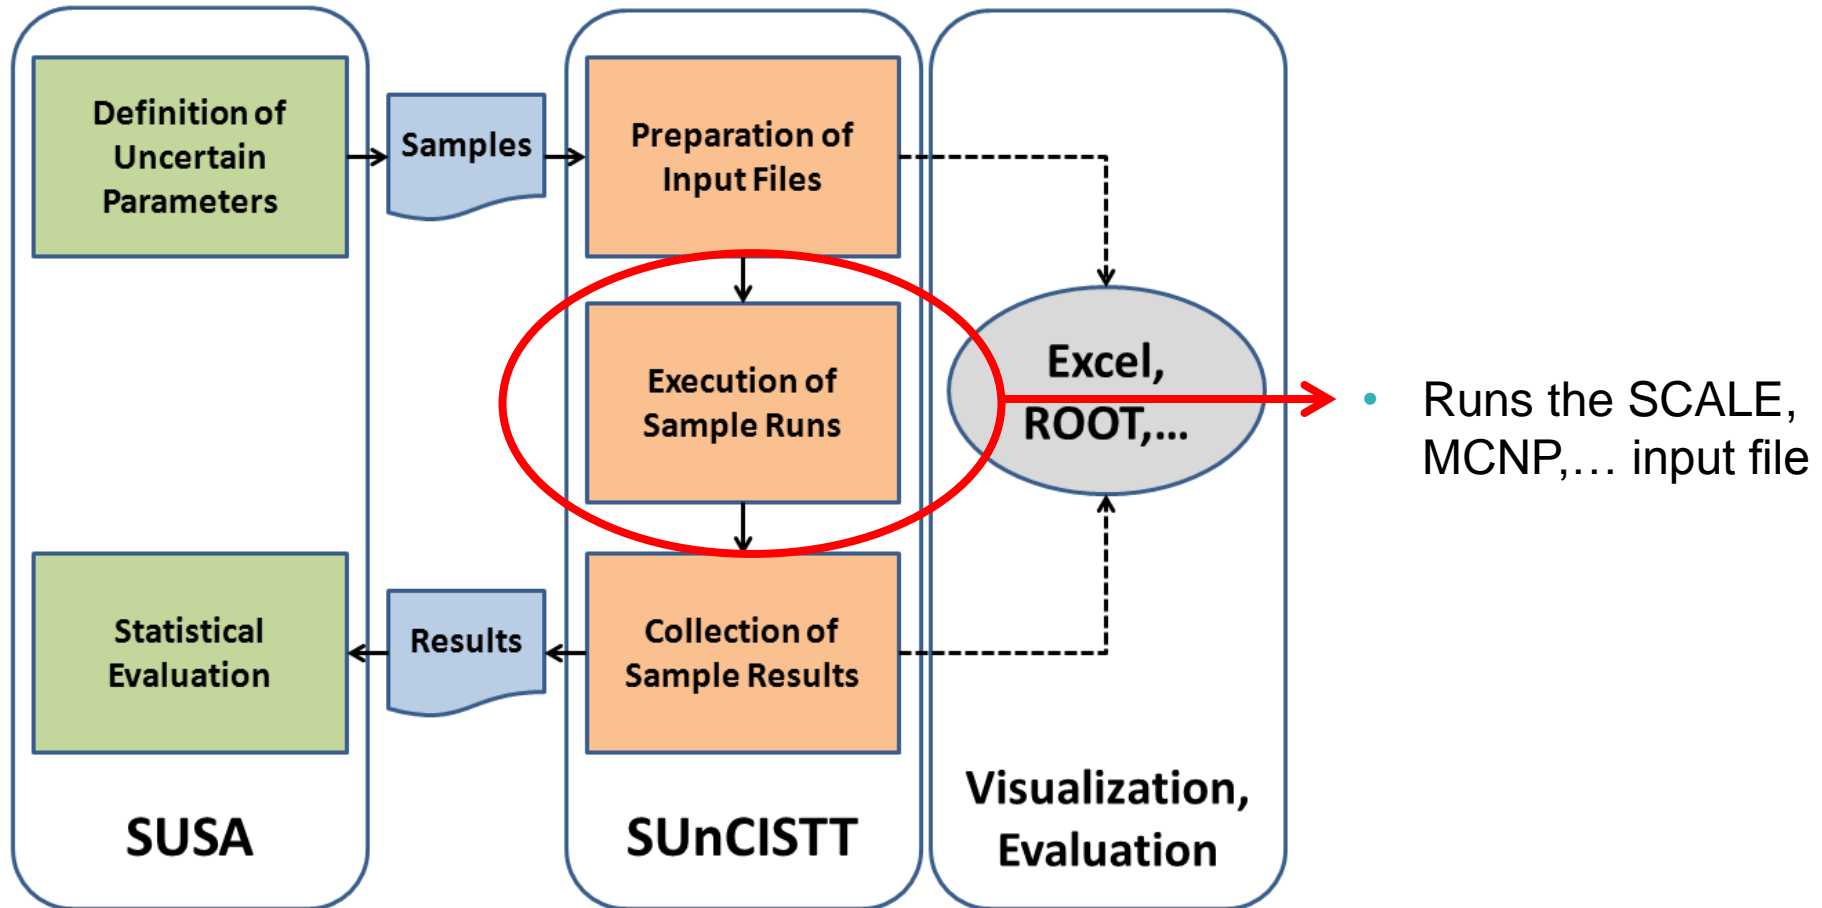 Definition of
Uncertain
Parameters
Samples
Preparation of
Input Files
Execution of
Sample Runs
Excel,
ROOT,...
• Runs the SCALE,
MCNP,… input file
Statistical
Evaluation
Results
Collection of
Sample Results
SUSA
SUnCISTT
Visualization,
Evaluation